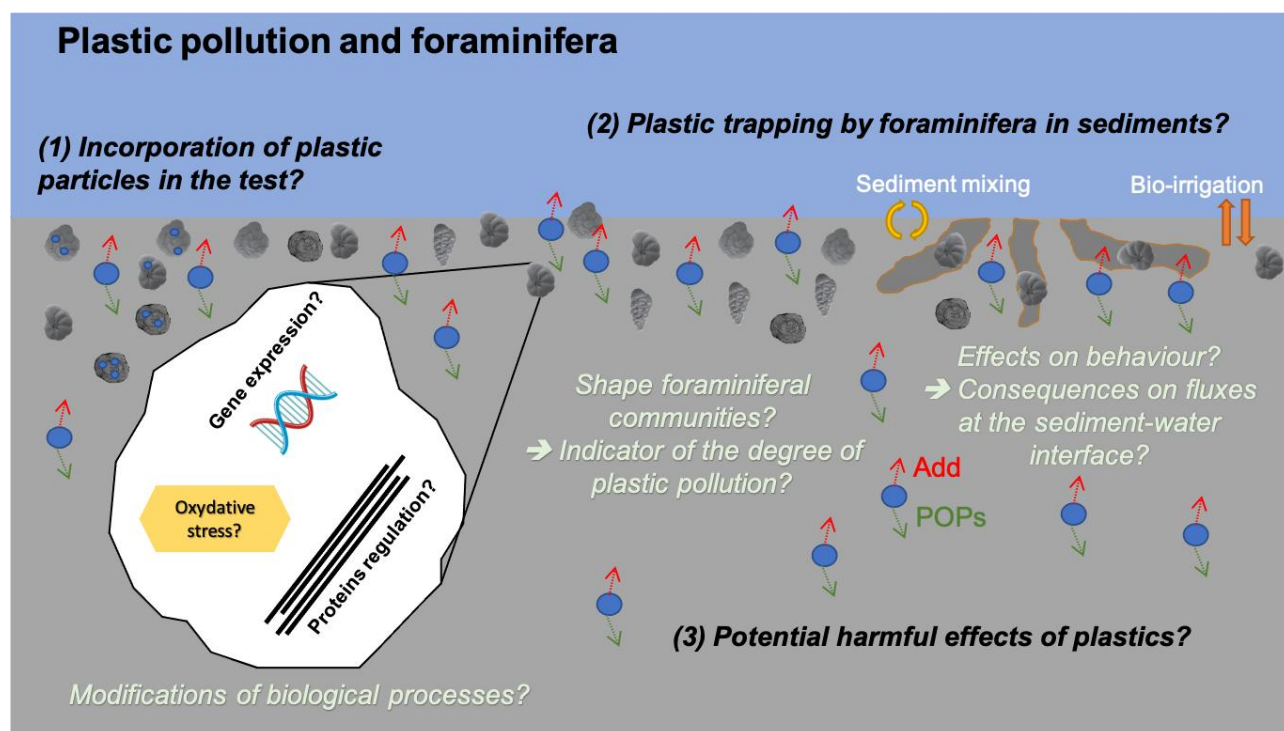 Plastic pollution and foraminifera
(1) Incorporation of plastic
particles in the test?
(2) Plastic trapping by foraminifera in sediments?
Sediment mixing
Bio-irrigation
Gene expression?
Oxydative
stress?
Proteins regulation?
Shape foraminiferal
communities?
➔ Indicator of the degree of
plastic pollution?
Effects on behaviour?
➔ Consequences on fluxes
at the sediment-water
interface?
Add
POPs
(3) Potential harmful effects of plastics?
Modifications of biological processes?